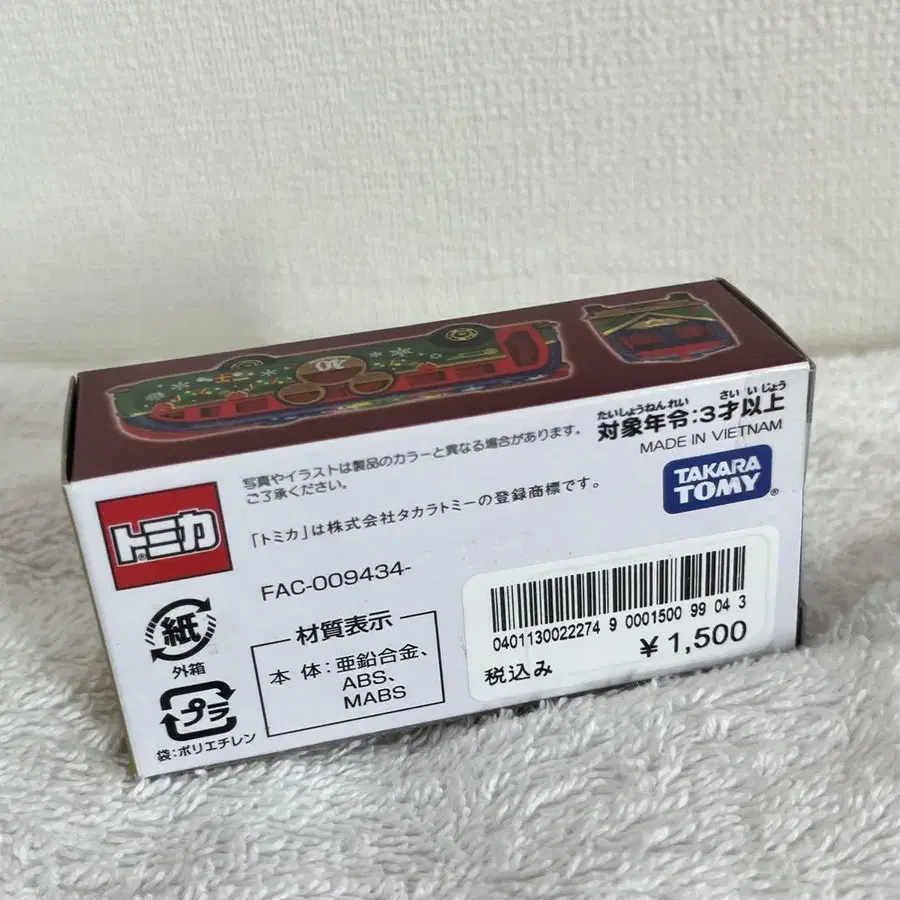 たいしょうねんれい さい いじょう
対象年令:3才以上
MADE IN VIETNAM
写真やイラストは製品のカラーと異なる場合があります。
ご了承ください。
TAKARA
TOMY®
トミカ®
「トミカ」は株式会社タカラトミーの登録商標です。
FAC-009434-
紙
外箱
プラ
袋:ポリエチレン
材質表示
本 体:亜鉛合金、
ABS、
MABS
0401130022274 9 0001500 99 04 3
¥1,500
税込み